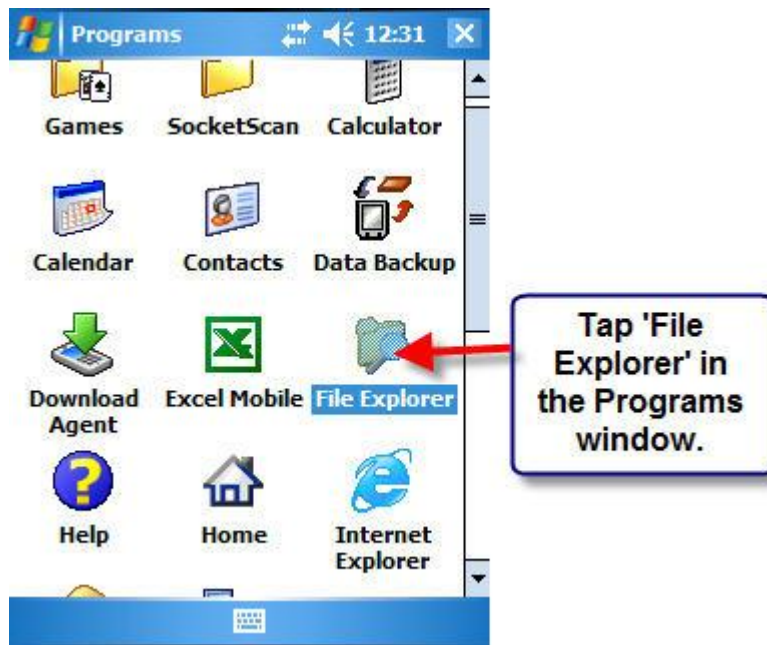 Programs 12:31
Games SocketScan Calculator
Calendar Contacts Data Backup
Download Excel Mobile File Explorer
Agent
Help Home Internet
Explorer
Tap 'File
Explorer' in
the Programs
window.